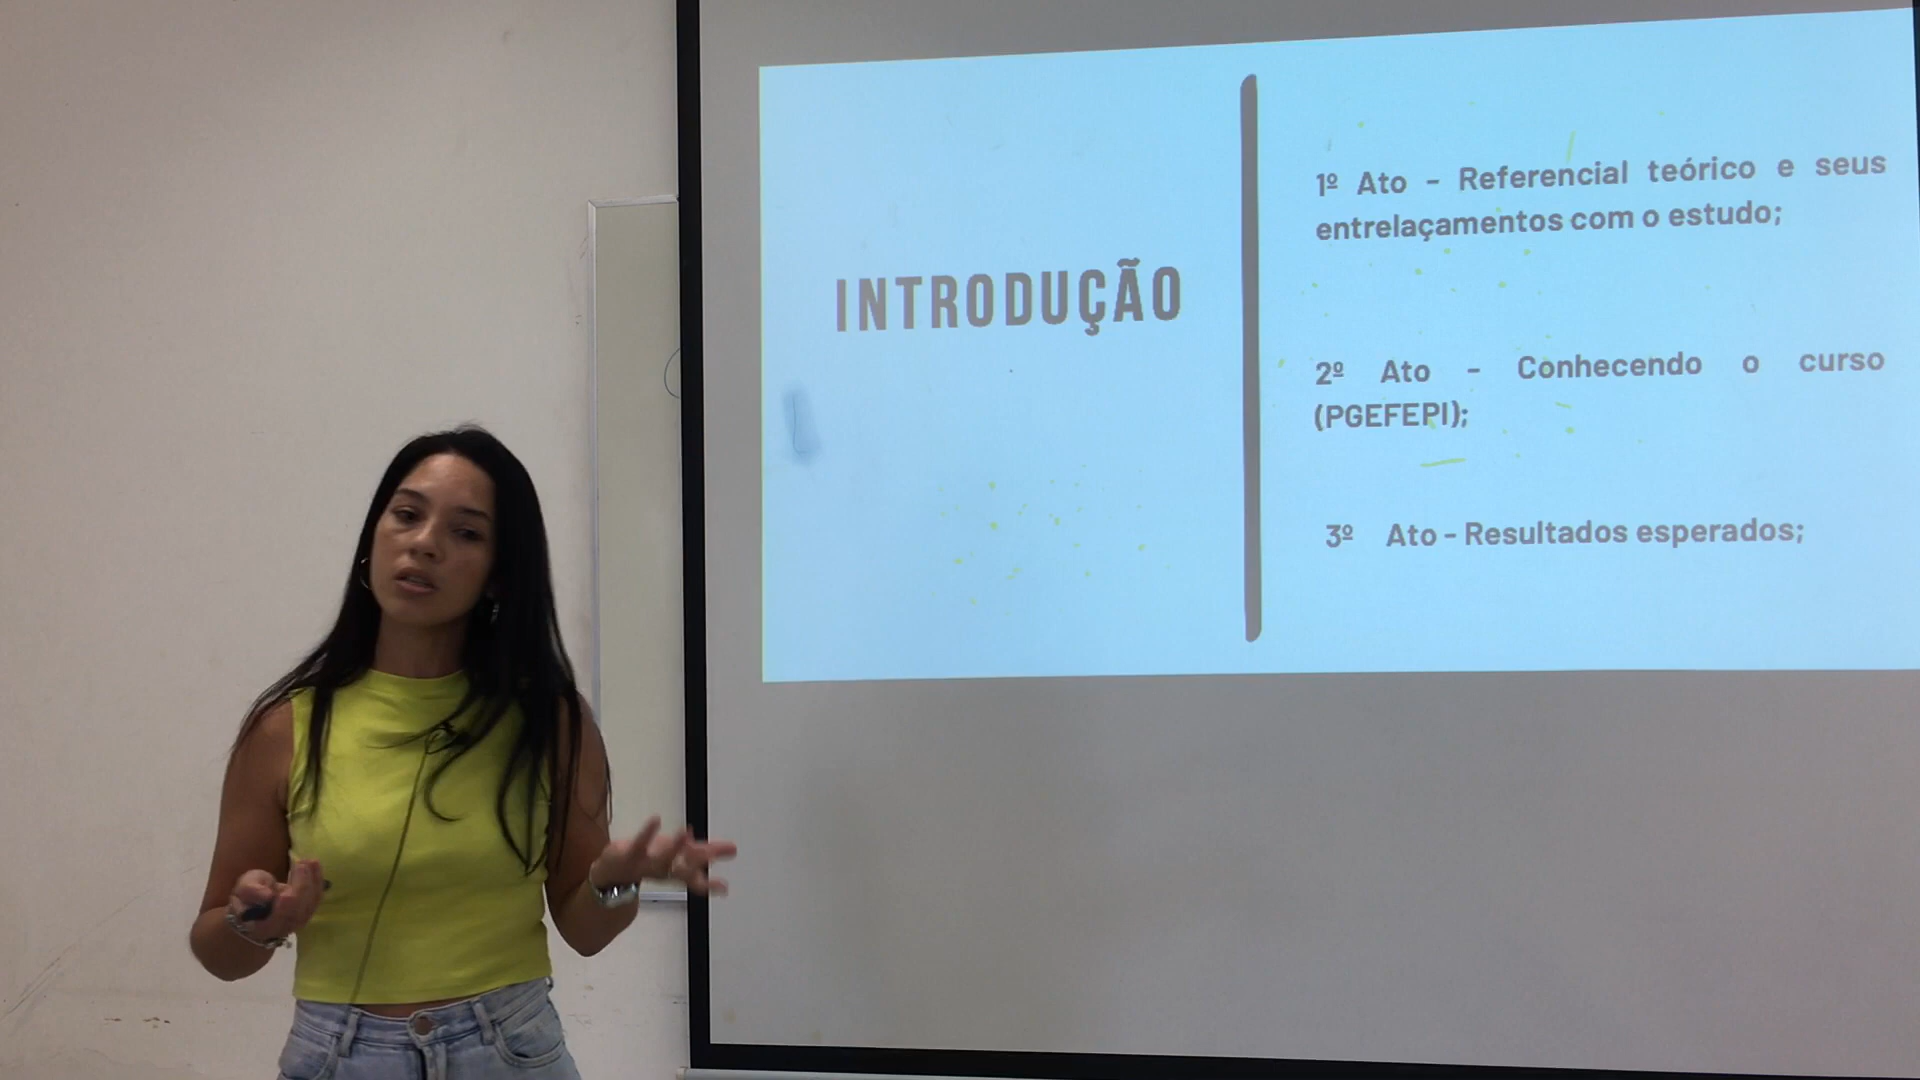 INTRODUÇÃO
1º Ato - Referencial teórico e seus
entrelaçamentos com o estudo;
2º Ato - Conhecendo o curso
(PGEFEPI);
3º Ato - Resultados esperados;